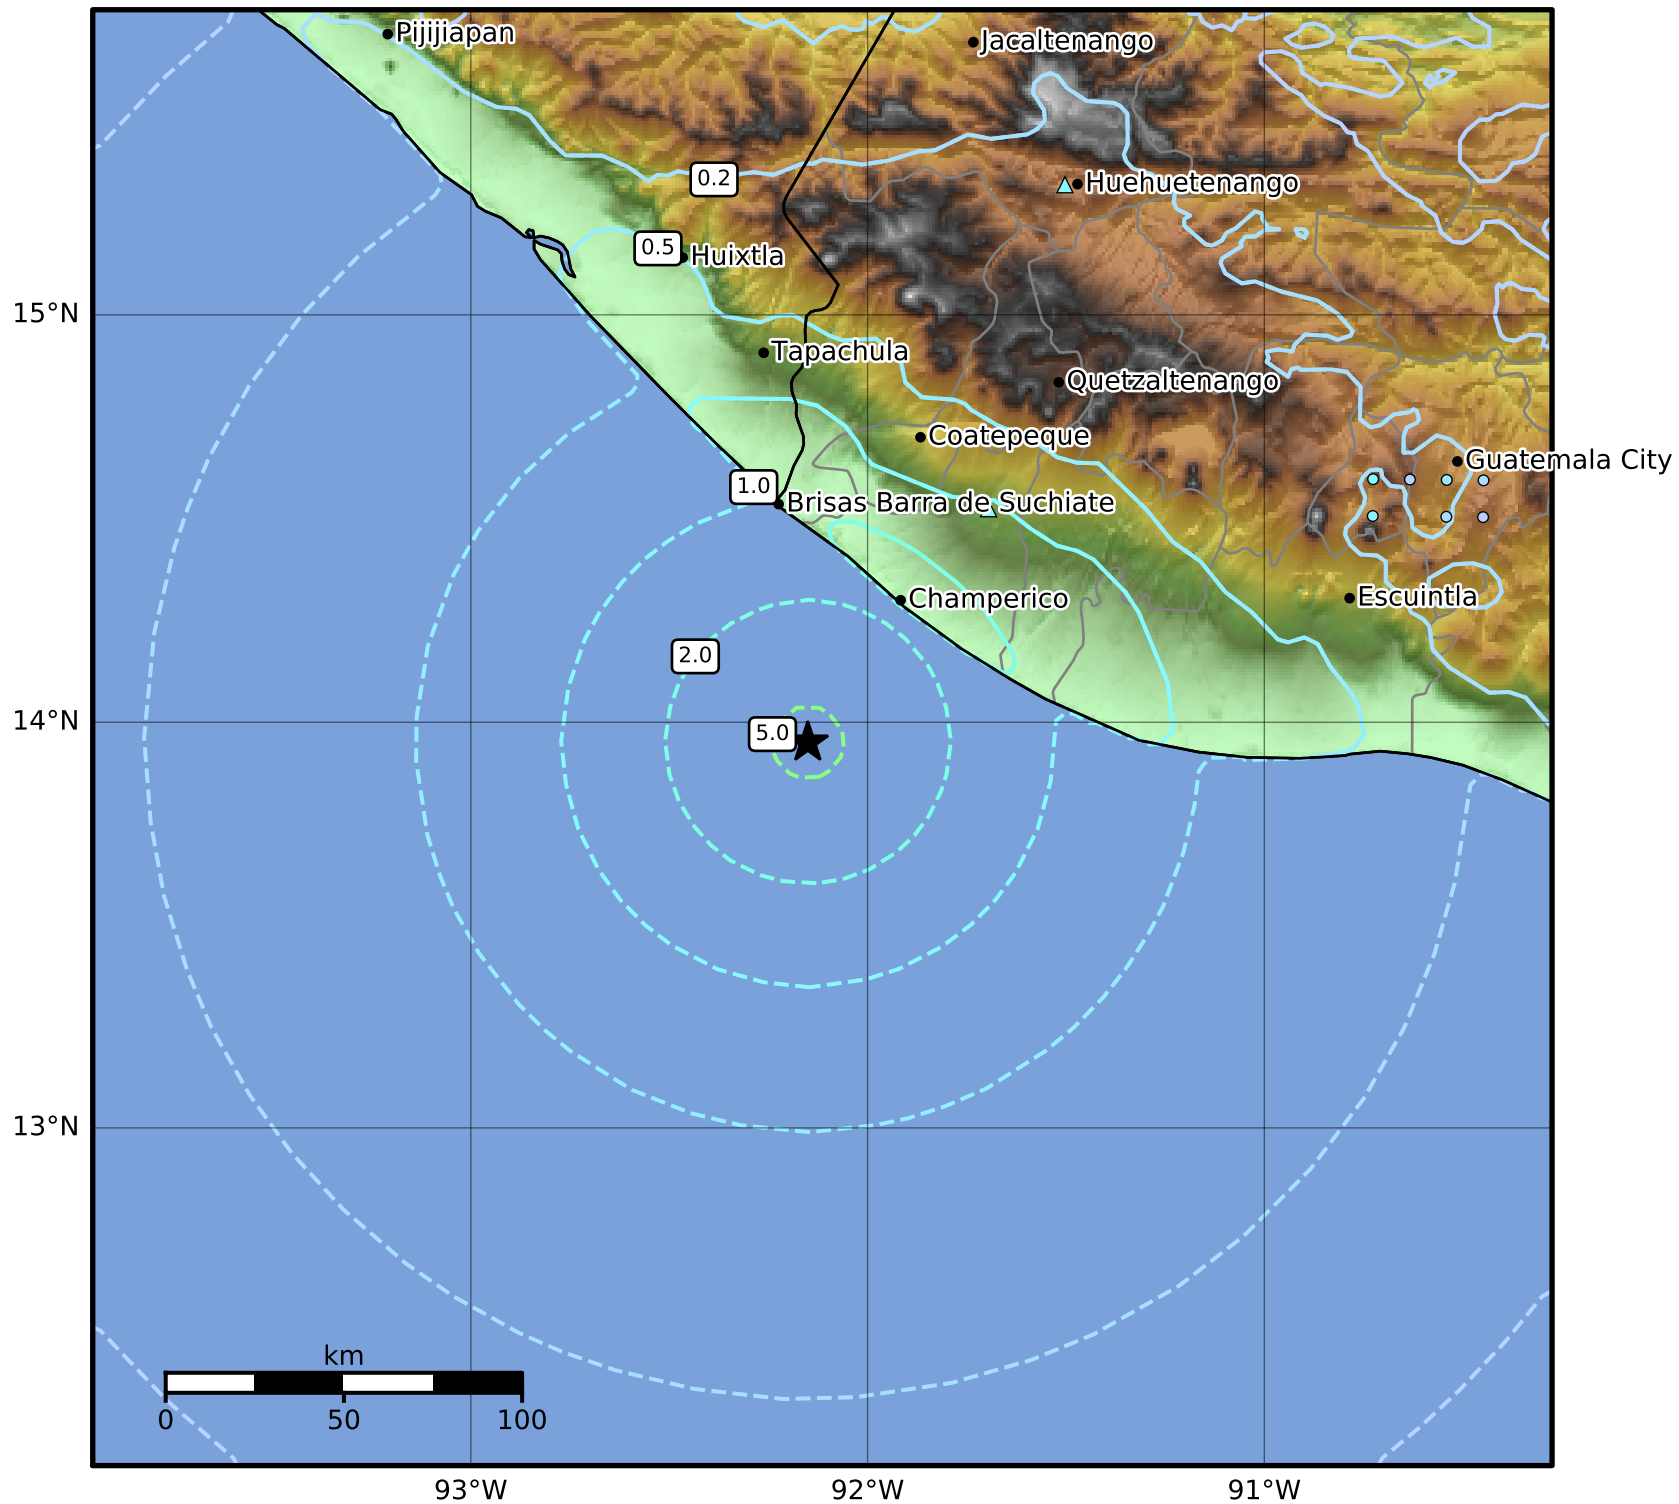 Pijijiapan
Jacaltenango
0.2
Huehuetenango
0.5
Huixtla
15°N
Tapachula
Quetzaltenango
Coatepeque
Guatemala City
1.0
Brisas Barra de Suchiate
Champerico
Escuintla
2.0
14°N
5.0
13°N
km
0
50
100
93°W
92°W
91°W